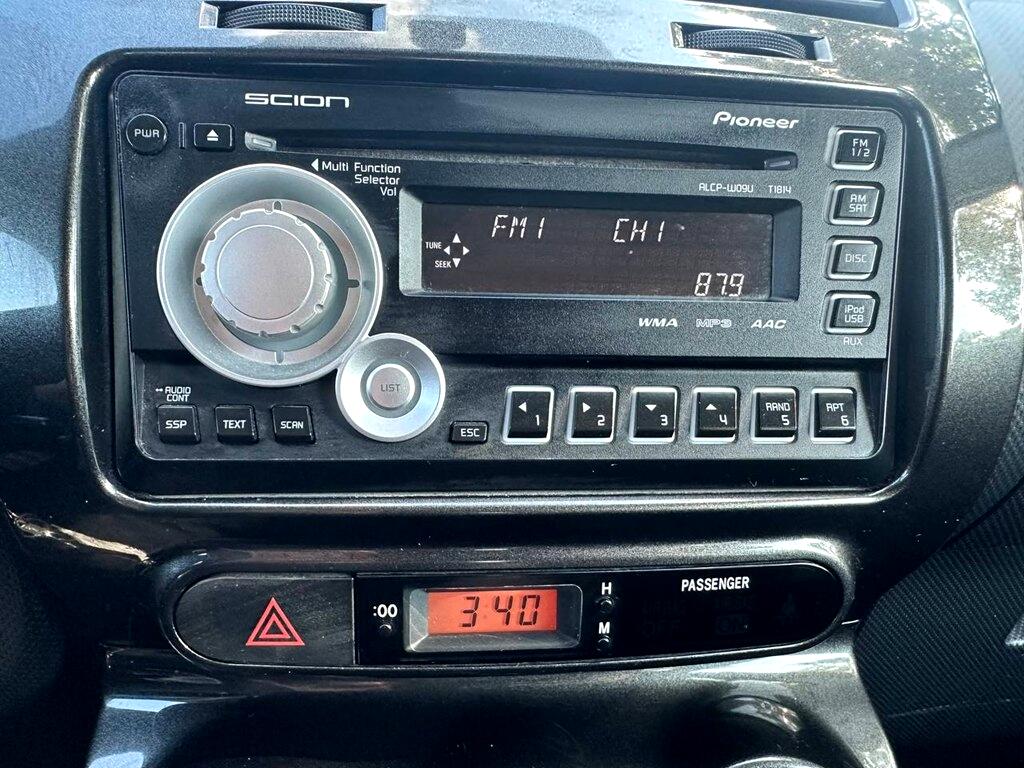 SCION
Pioneer
PWR
Multi Function
Selector
Vol
FM
1/2
ALCP-W09U T1814
AM
SAT
FM1 CH1
TUNE
SEEK
87.9
DISC
WMA MP3 AAC
iPod
USB
AUX
LIST
AUDIO
CONT
SSP
TEXT
SCAN
ESC
1
2
3
4
RAND
5
RPT
6
:00
3:40
H
M
PASSENGER